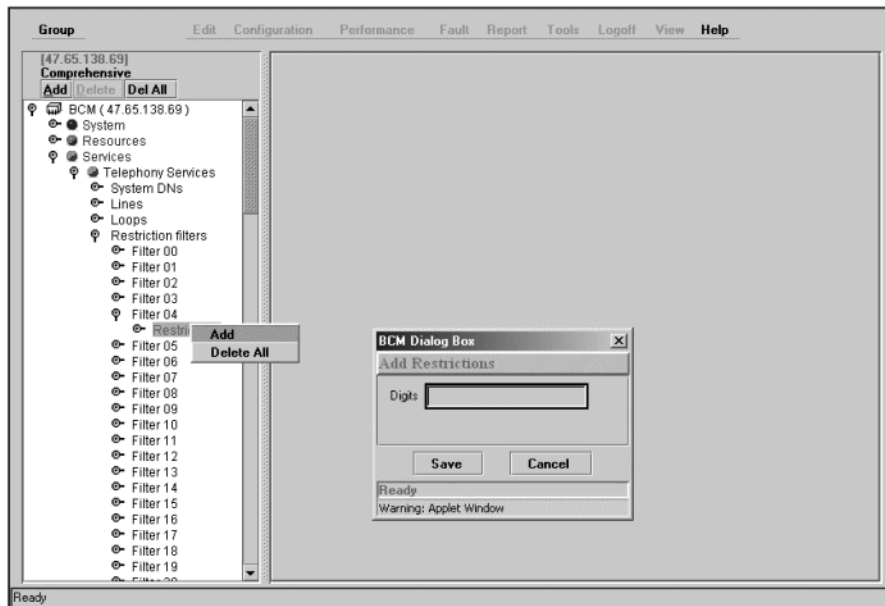 Group Edit Configuration Performance Fault Report Tools Logoff View Help
[47.65.138.69]
Comprehensive
Add Delete Del All
BCM ( 47.65.138.69 )
System
Resources
Services
Telephony Services
System DNs
Lines
Loops
Restriction filters
Filter 00
Filter 01
Filter 02
Filter 03
Filter 04
Restri
Add
Delete All
Filter 05
Filter 06
Filter 07
Filter 08
Filter 09
Filter 10
Filter 11
Filter 12
Filter 13
Filter 14
Filter 15
Filter 16
Filter 17
Filter 18
Filter 19
Filter 20
BCM Dialog Box
Add Restrictions
Digits
Save Cancel
Ready
Warning: Applet Window
Ready